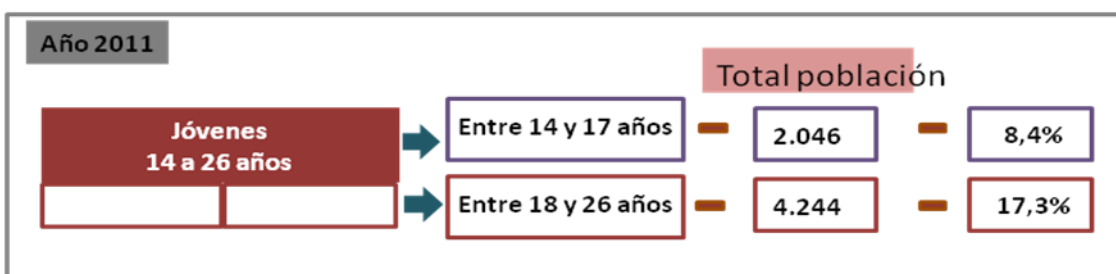 Año 2011
Total población
Jóvenes
14 a 26 años
Entre 14 y 17 años
2.046
8,4%
Entre 18 y 26 años
4.244
17,3%